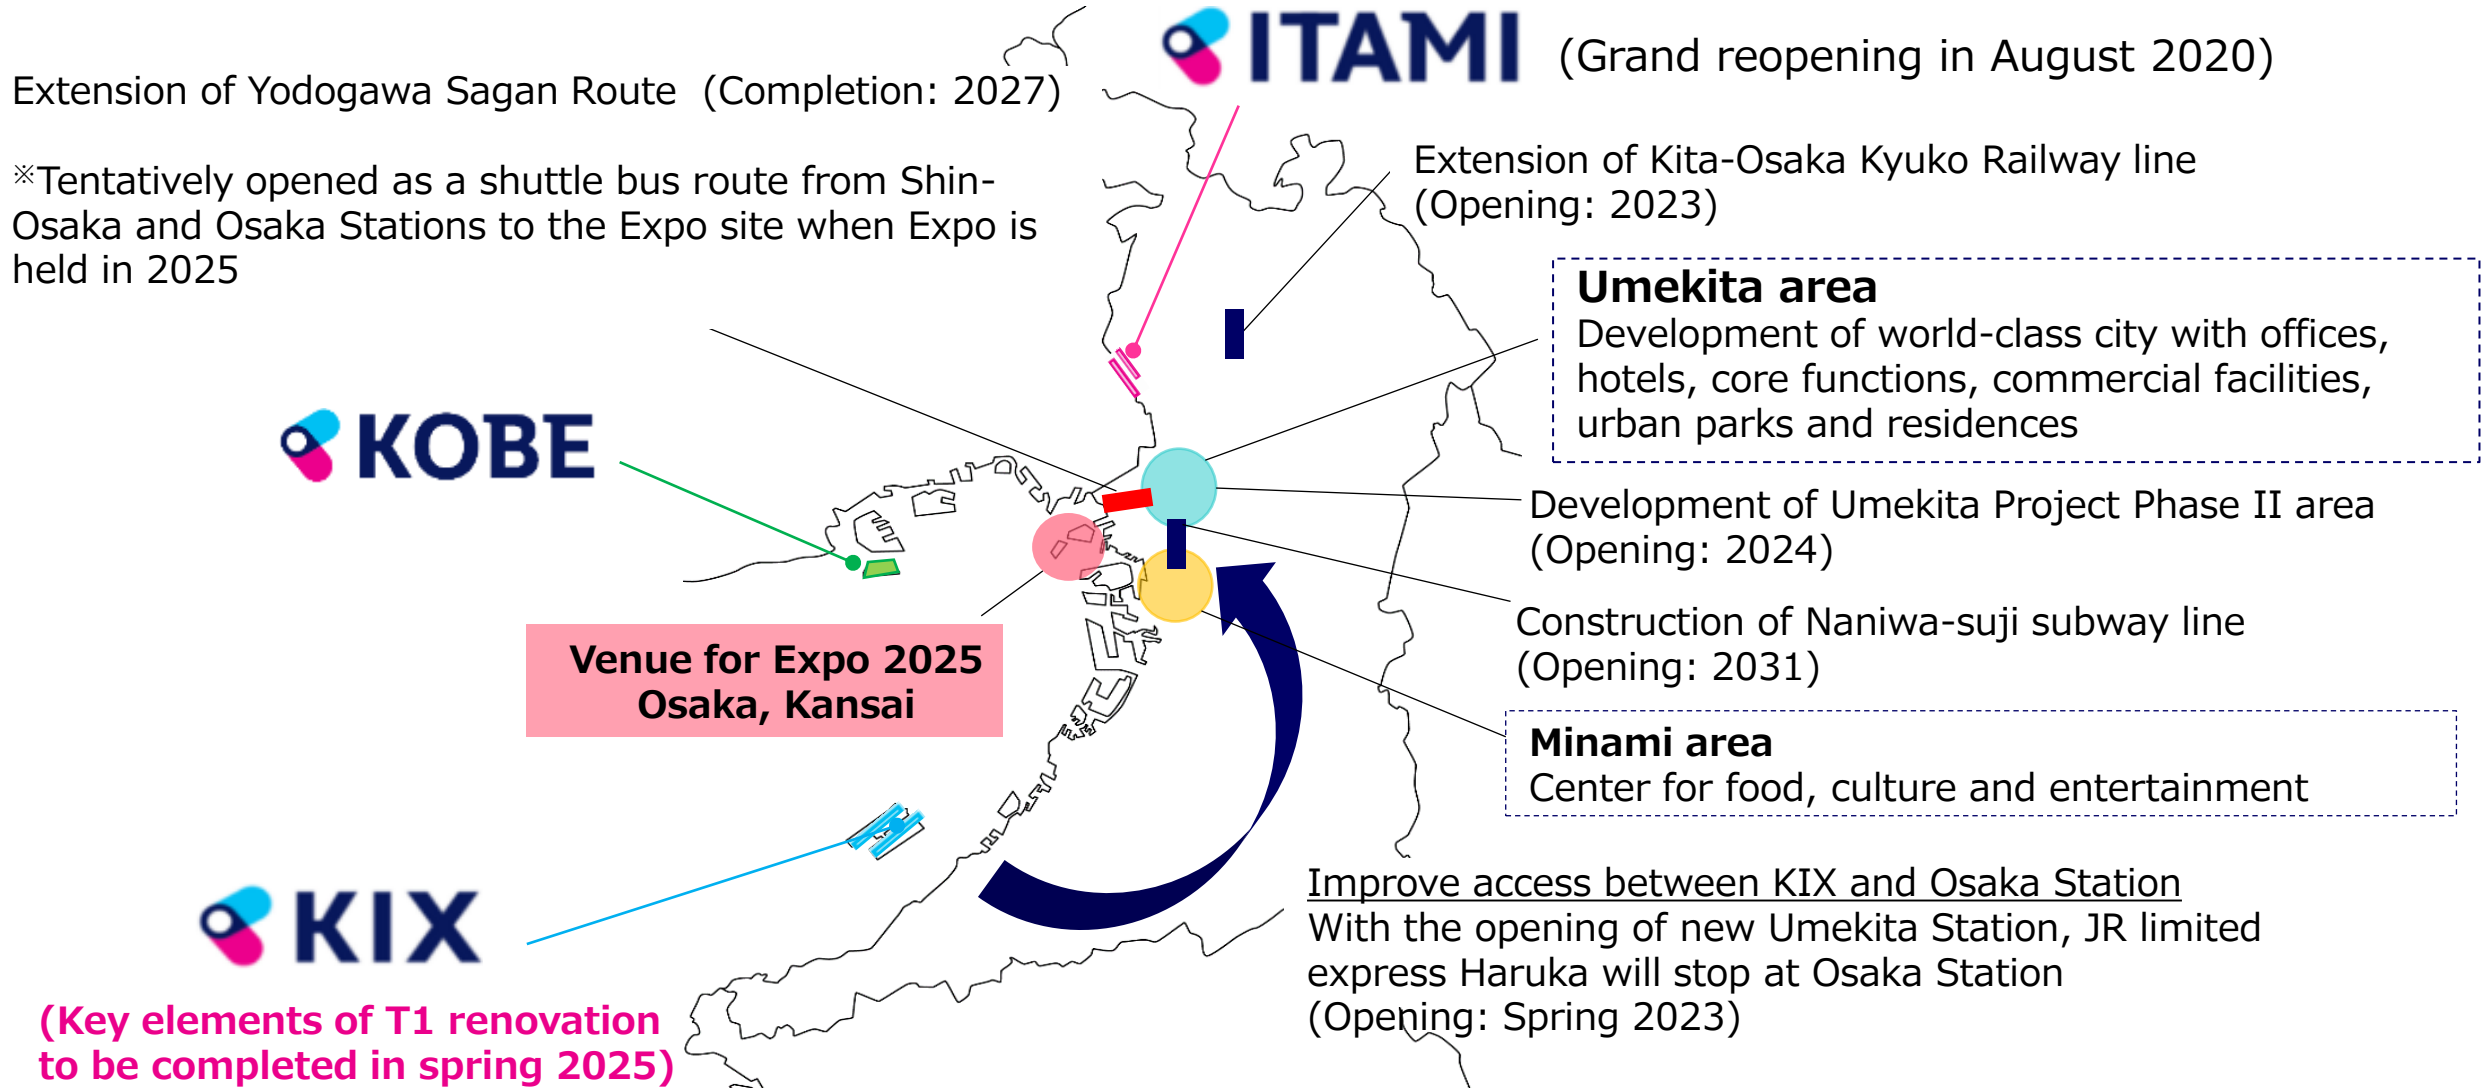 ITAMI (Grand reopening in August 2020)
Extension of Yodogawa Sagan Route (Completion: 2027)
※Tentatively opened as a shuttle bus route from Shin-
Osaka and Osaka Stations to the Expo site when Expo is
held in 2025
Extension of Kita-Osaka Kyuko Railway line
(Opening: 2023)
Umekita area
Development of world-class city with offices,
hotels, core functions, commercial facilities,
urban parks and residences
KOBE
Development of Umekita Project Phase II area
(Opening: 2024)
Construction of Naniwa-suji subway line
(Opening: 2031)
Venue for Expo 2025
Osaka, Kansai
Minami area
Center for food, culture and entertainment
KIX
(Key elements of T1 renovation
to be completed in spring 2025)
Improve access between KIX and Osaka Station
With the opening of new Umekita Station, JR limited
express Haruka will stop at Osaka Station
(Opening: Spring 2023)